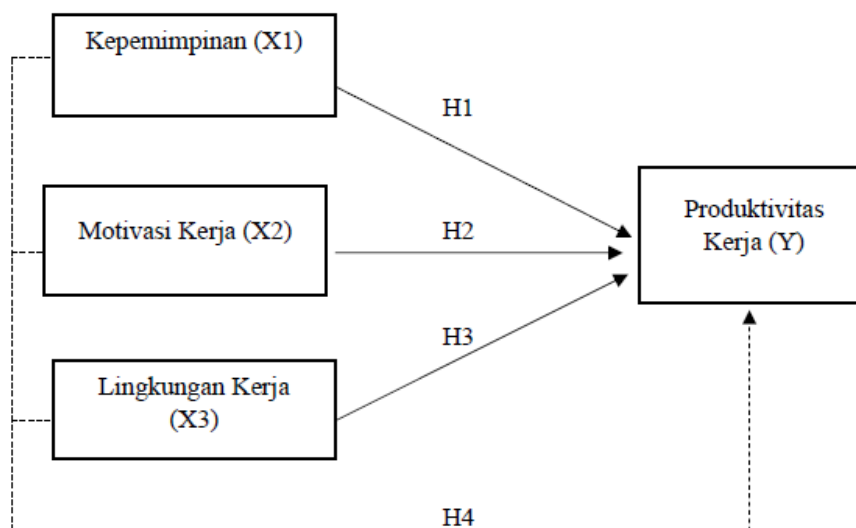 Kepemimpinan (X1)
H1
Motivasi Kerja (X2)
H2
Produktivitas
Kerja (Y)
H3
Lingkungan Kerja
(X3)
H4